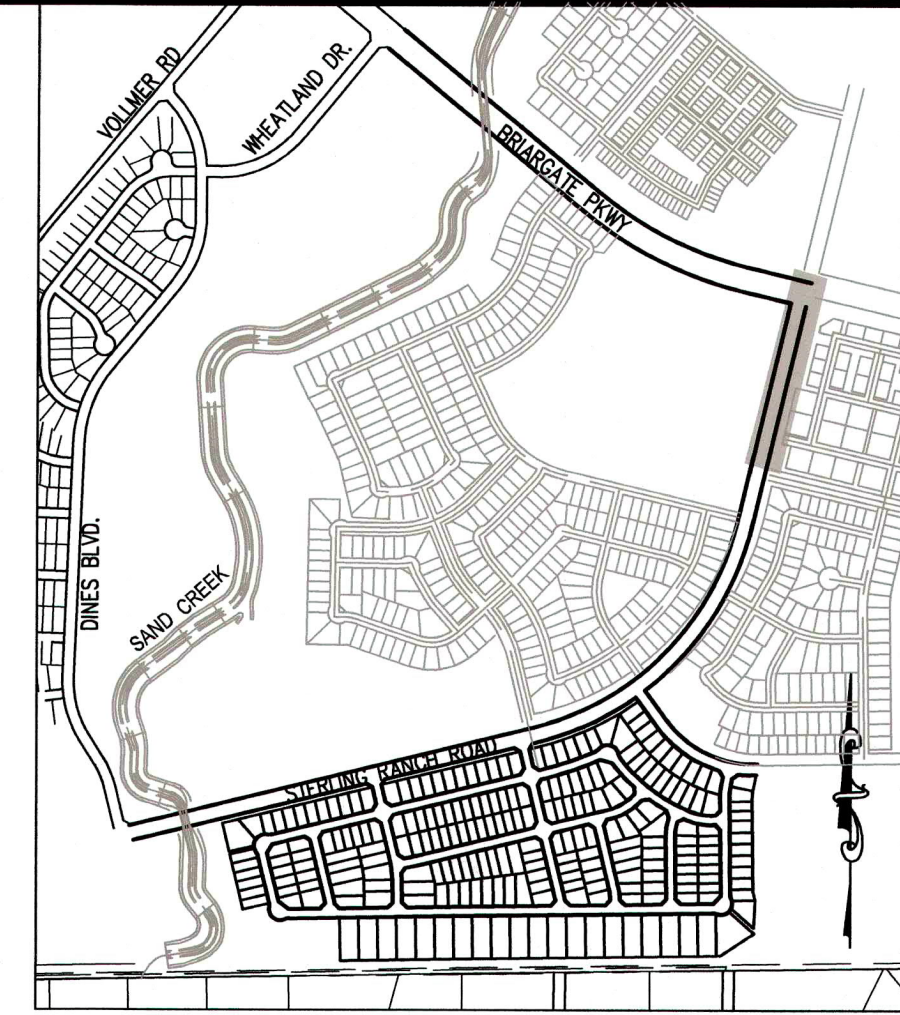 VOLLMER RD
WHEATLAND DR.
BRIARGATE PKWY
DINES BLVD.
SAND CREEK
STERLING RANCH ROAD